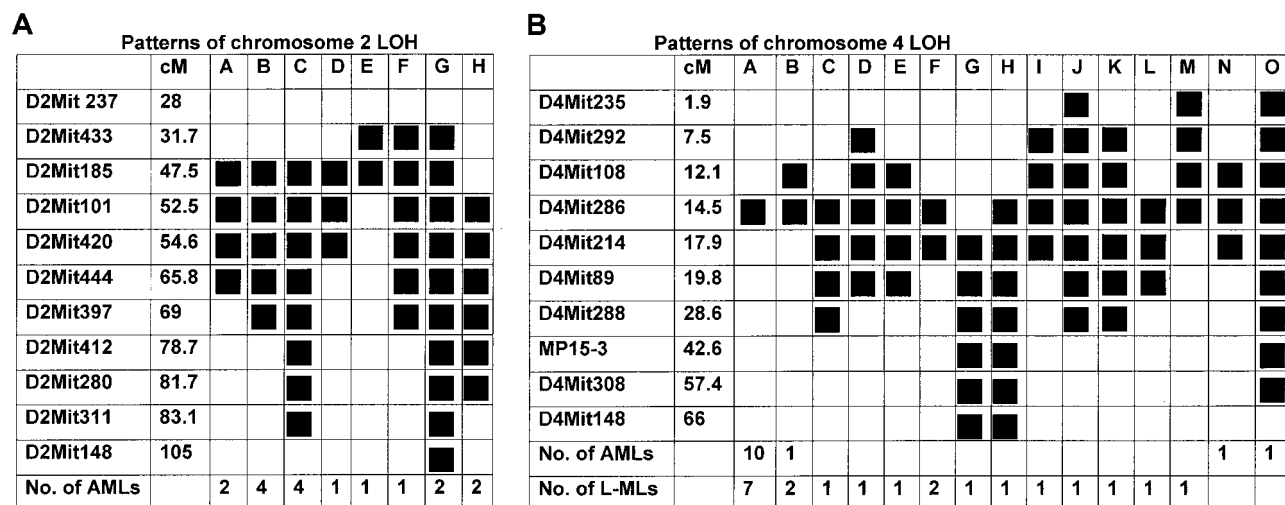 A
Patterns of chromosome 2 LOH
cM A B C D E F G H
D2Mit 237 28
D2Mit433 31.7
D2Mit185 47.5
D2Mit101 52.5
D2Mit420 54.6
D2Mit444 65.8
D2Mit397 69
D2Mit412 78.7
D2Mit280 81.7
D2Mit311 83.1
D2Mit148 105
No. of AMLs 2 4 4 1 1 1 2 2
B
Patterns of chromosome 4 LOH
cM A B C D E F G H I J K L M N O
D4Mit235 1.9
D4Mit292 7.5
D4Mit108 12.1
D4Mit286 14.5
D4Mit214 17.9
D4Mit89 19.8
D4Mit288 28.6
MP15-3 42.6
D4Mit308 57.4
D4Mit148 66
No. of AMLs 10 1 1 1
No. of L-MLs 7 2 1 1 1 2 1 1 1 1 1 1 1